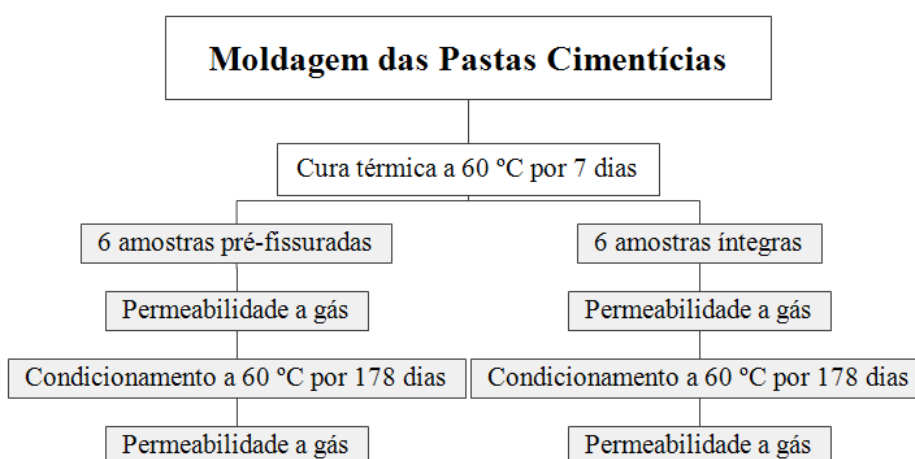 Moldagem das Pastas Cimentícias
Cura térmica a 60 ºC por 7 dias
6 amostras pré-fissuradas
6 amostras íntegras
Permeabilidade a gás
Permeabilidade a gás
Condicionamento a 60 ºC por 178 dias
Condicionamento a 60 ºC por 178 dias
Permeabilidade a gás
Permeabilidade a gás